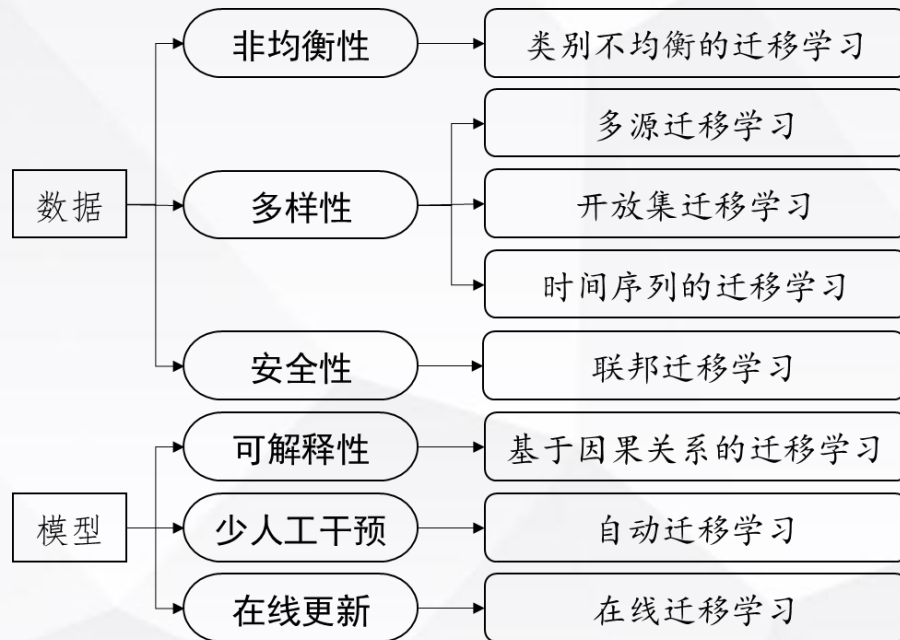 非均衡性
类别不均衡的迁移学习
多源迁移学习
数据
多样性
开放集迁移学习
时间序列的迁移学习
安全性
联邦迁移学习
可解释性
基于因果关系的迁移学习
模型
少人工干预
自动迁移学习
在线更新
在线迁移学习